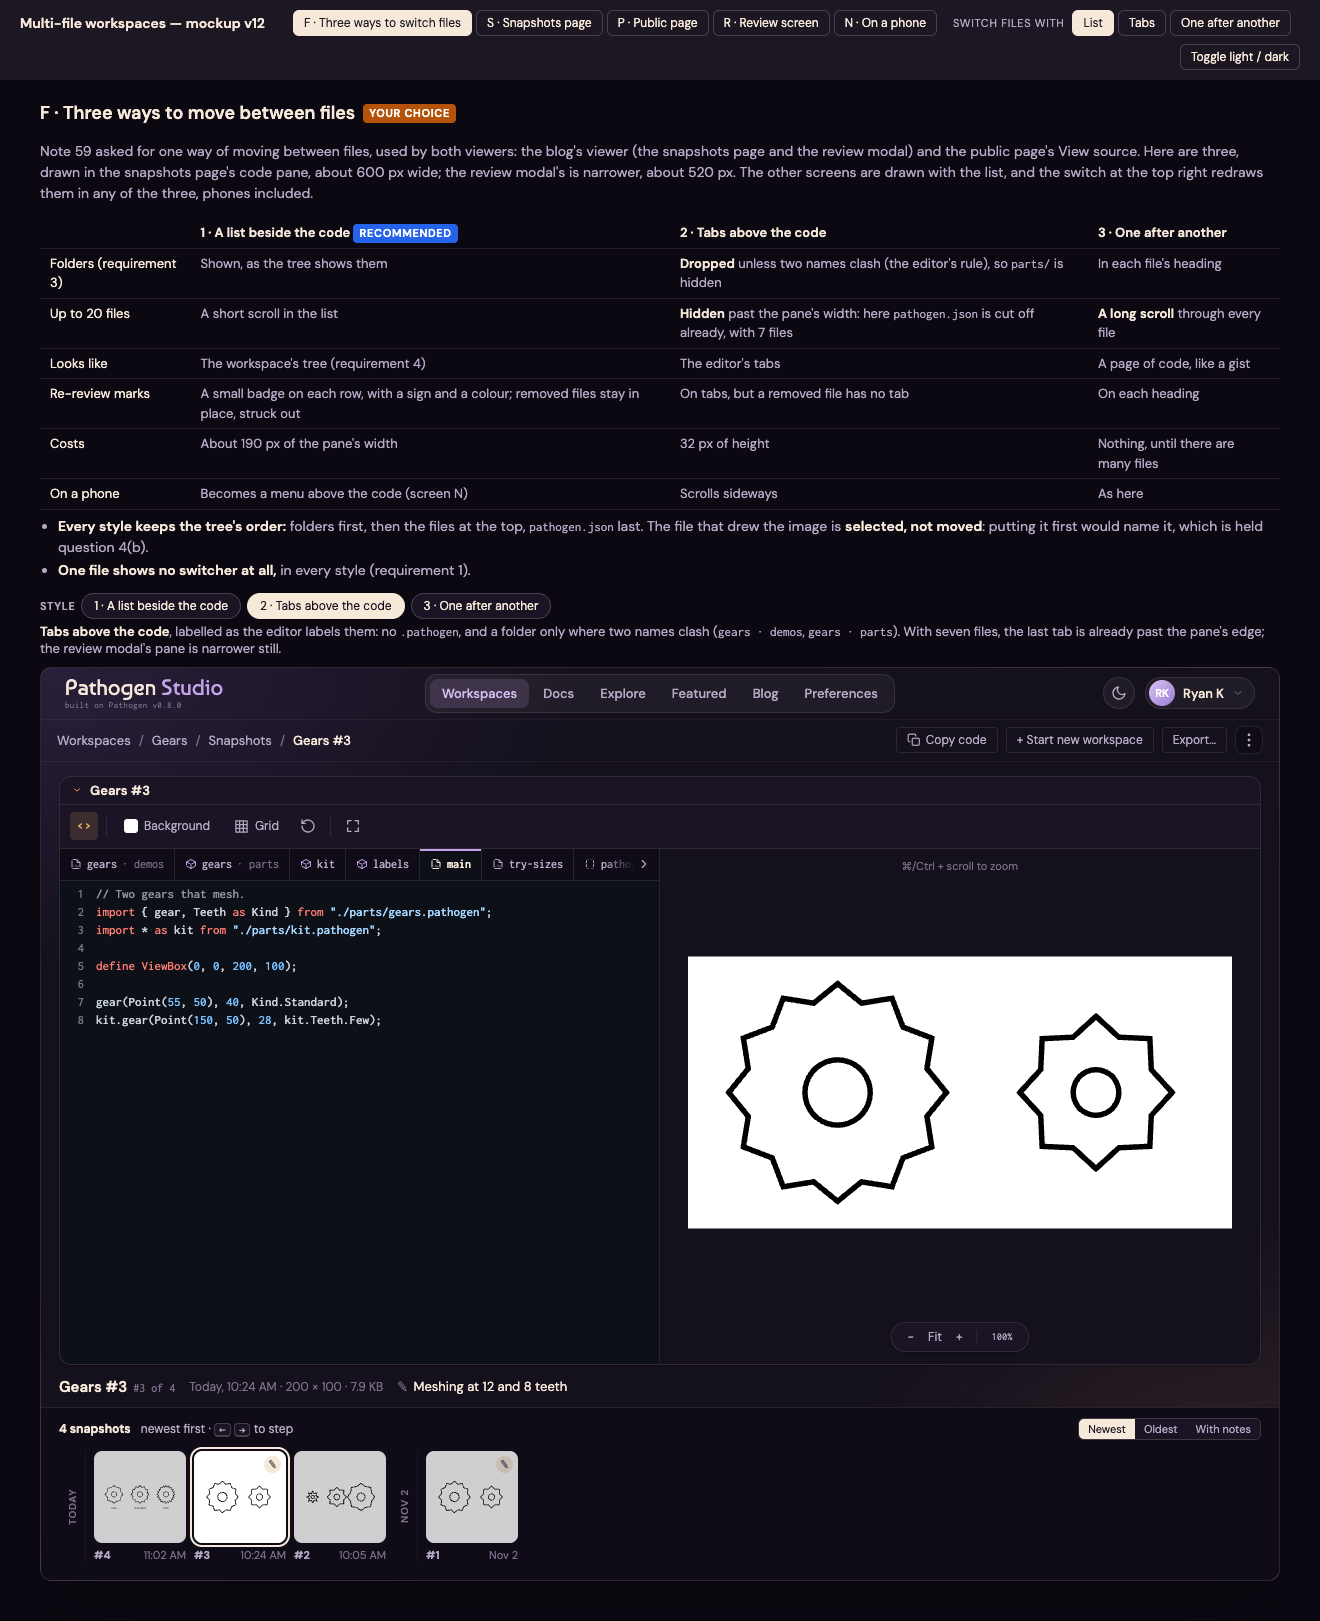 Multi-file workspaces — mockup v12
F · Three ways to switch files
S · Snapshots page
P · Public page
R · Review screen
N · On a phone
SWITCH FILES WITH
List
Tabs
One after another
Toggle light / dark
F · Three ways to move between files
YOUR CHOICE
Note 59 asked for one way of moving between files, used by both viewers: the blog's viewer (the snapshots page and the review modal) and the public page's View source. Here are three,
drawn in the snapshots page's code pane, about 600 px wide; the review modal's is narrower, about 520 px. The other screens are drawn with the list, and the switch at the top right redraws
them in any of the three, phones included.
1 · A list beside the code RECOMMENDED
2 · Tabs above the code
3 · One after another
Folders (requirement
3)
Shown, as the tree shows them
Dropped unless two names clash (the editor's rule), so parts/ is
hidden
In each file's heading
Up to 20 files
A short scroll in the list
Hidden past the pane's width: here pathogen.json is cut off
already, with 7 files
A long scroll through every
file
Looks like
The workspace's tree (requirement 4)
The editor's tabs
A page of code, like a gist
Re-review marks
A small badge on each row, with a sign and a colour; removed files stay in
place, struck out
On tabs, but a removed file has no tab
On each heading
Costs
About 190 px of the pane's width
32 px of height
Nothing, until there are
many files
On a phone
Becomes a menu above the code (screen N)
Scrolls sideways
As here
• Every style keeps the tree's order: folders first, then the files at the top, pathogen.json last. The file that drew the image is selected, not moved: putting it first would name it, which is held
question 4(b).
• One file shows no switcher at all, in every style (requirement 1).
STYLE
1 · A list beside the code
2 · Tabs above the code
3 · One after another
Tabs above the code, labelled as the editor labels them: no .pathogen, and a folder only where two names clash (gears · demos, gears · parts). With seven files, the last tab is already past the pane's edge;
the review modal's pane is narrower still.
Pathogen Studio
built on Pathogen v0.8.0
Workspaces
Docs
Explore
Featured
Blog
Preferences
RK
Ryan K
Workspaces / Gears / Snapshots / Gears #3
Copy code
+ Start new workspace
Export…
Gears #3
Background
Grid
gears · demos
gears · parts
kit
labels
main
try-sizes
patho
⌘/Ctrl + scroll to zoom
1 // Two gears that mesh.
2 import { gear, Teeth as Kind } from "./parts/gears.pathogen";
3 import * as kit from "./parts/kit.pathogen";
4
5 define ViewBox(0, 0, 200, 100);
6
7 gear(Point(55, 50), 40, Kind.Standard);
8 kit.gear(Point(150, 50), 28, kit.Teeth.Few);
− Fit + 100%
Gears #3 #3 of 4 Today, 10:24 AM · 200 × 100 · 7.9 KB ✎ Meshing at 12 and 8 teeth
4 snapshots newest first · ← → to step
Newest
Oldest
With notes
TODAY
#4 11:02 AM
#3 10:24 AM
#2 10:05 AM
NOV 2
#1 Nov 2